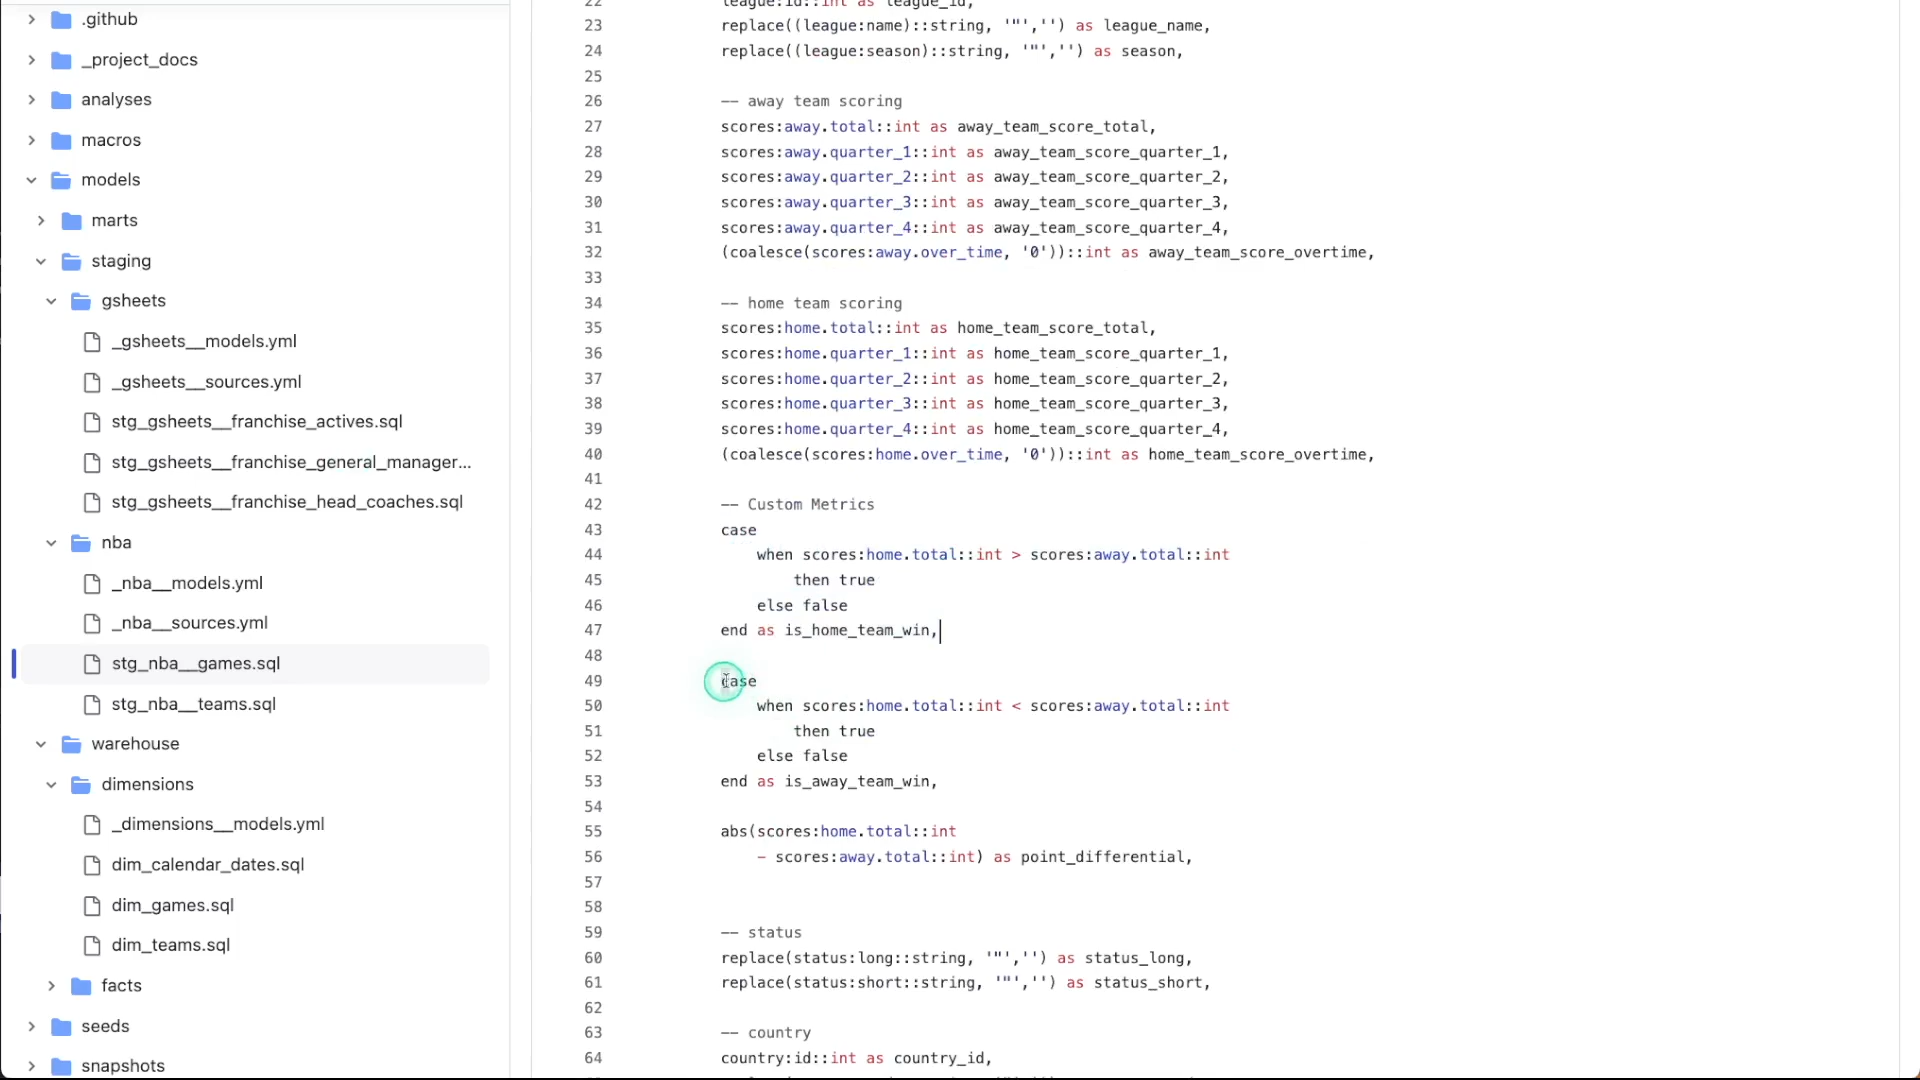 .github
_project_docs
analyses
macros
models
marts
staging
gsheets
_gsheets__models.yml
_gsheets__sources.yml
stg_gsheets__franchise_actives.sql
stg_gsheets__franchise_general_manager...
stg_gsheets__franchise_head_coaches.sql
nba
_nba__models.yml
_nba__sources.yml
stg_nba__games.sql
stg_nba__teams.sql
warehouse
dimensions
_dimensions__models.yml
dim_calendar_dates.sql
dim_games.sql
dim_teams.sql
facts
seeds
snapshots
22 league:id::int as league_id,
23 replace((league:name)::string, '"','') as league_name,
24 replace((league:season)::string, '"','') as season,
25
26 -- away team scoring
27 scores:away.total::int as away_team_score_total,
28 scores:away.quarter_1::int as away_team_score_quarter_1,
29 scores:away.quarter_2::int as away_team_score_quarter_2,
30 scores:away.quarter_3::int as away_team_score_quarter_3,
31 scores:away.quarter_4::int as away_team_score_quarter_4,
32 (coalesce(scores:away.over_time, '0'))::int as away_team_score_overtime,
33
34 -- home team scoring
35 scores:home.total::int as home_team_score_total,
36 scores:home.quarter_1::int as home_team_score_quarter_1,
37 scores:home.quarter_2::int as home_team_score_quarter_2,
38 scores:home.quarter_3::int as home_team_score_quarter_3,
39 scores:home.quarter_4::int as home_team_score_quarter_4,
40 (coalesce(scores:home.over_time, '0'))::int as home_team_score_overtime,
41
42 -- Custom Metrics
43 case
44 when scores:home.total::int > scores:away.total::int
45 then true
46 else false
47 end as is_home_team_win,
48
49 case
50 when scores:home.total::int < scores:away.total::int
51 then true
52 else false
53 end as is_away_team_win,
54
55 abs(scores:home.total::int
56 - scores:away.total::int) as point_differential,
57
58
59 -- status
60 replace(status:long::string, '"','') as status_long,
61 replace(status:short::string, '"','') as status_short,
62
63 -- country
64 country:id::int as country_id,